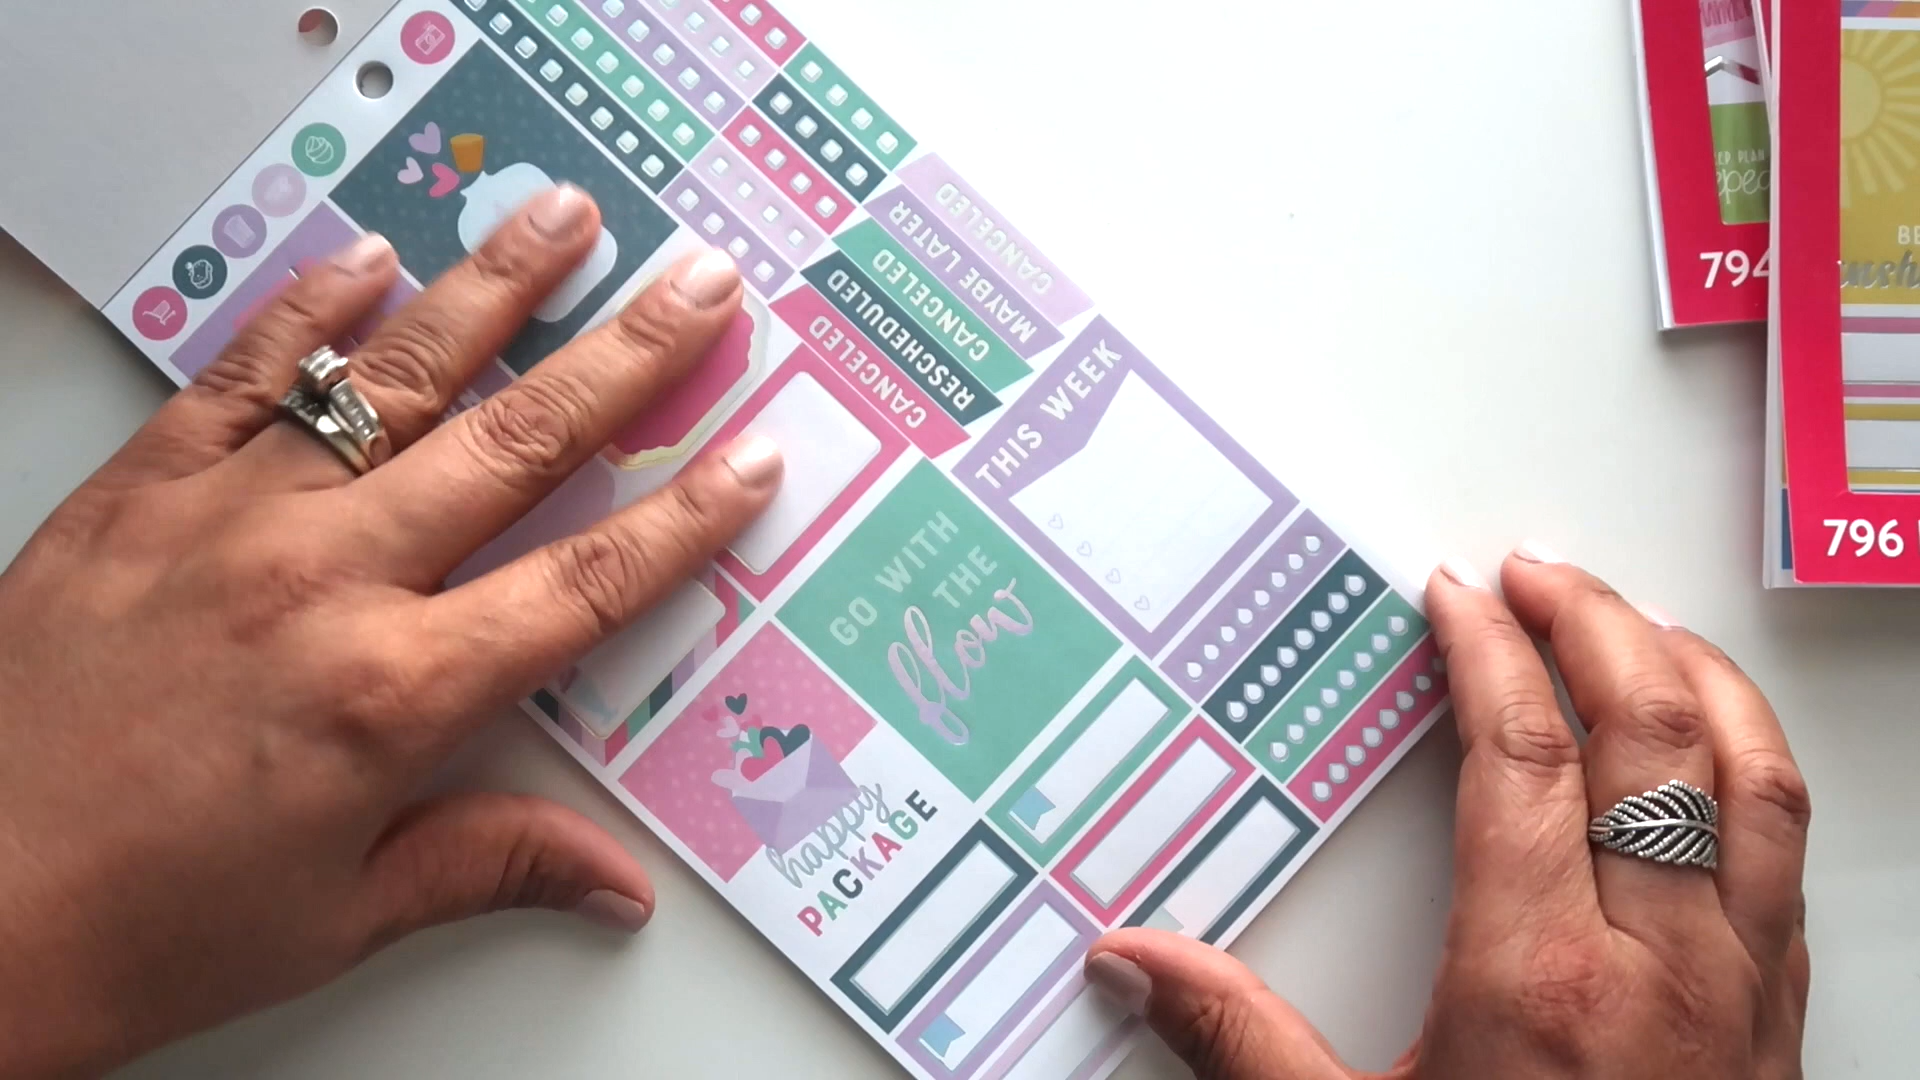 CANCELED
MAYBE LATER
CANCELED
RESCHEDULED
CANCELED
THIS WEEK
GO WITH
THE
flow
happy
PACKAGE
794
796